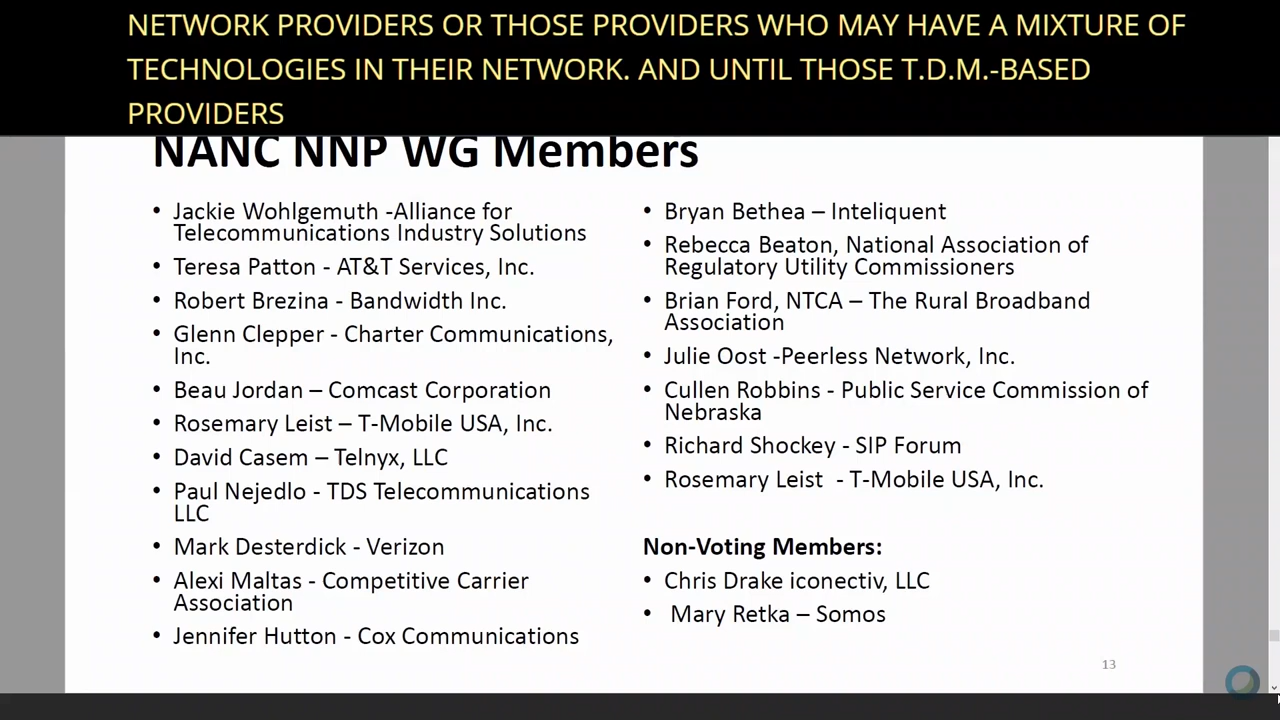 NETWORK PROVIDERS OR THOSE PROVIDERS WHO MAY HAVE A MIXTURE OF
TECHNOLOGIES IN THEIR NETWORK. AND UNTIL THOSE T.D.M.-BASED
PROVIDERS
NANC NNP WG Members
• Jackie Wohlgemuth -Alliance for
Telecommunications Industry Solutions
• Teresa Patton - AT&T Services, Inc.
• Robert Brezina - Bandwidth Inc.
• Glenn Clepper - Charter Communications,
Inc.
• Beau Jordan – Comcast Corporation
• Rosemary Leist – T-Mobile USA, Inc.
• David Casem – Telnyx, LLC
• Paul Nejedlo - TDS Telecommunications
LLC
• Mark Desterdick - Verizon
• Alexi Maltas - Competitive Carrier
Association
• Jennifer Hutton - Cox Communications
• Bryan Bethea – Inteliquent
• Rebecca Beaton, National Association of
Regulatory Utility Commissioners
• Brian Ford, NTCA – The Rural Broadband
Association
• Julie Oost -Peerless Network, Inc.
• Cullen Robbins - Public Service Commission of
Nebraska
• Richard Shockey - SIP Forum
• Rosemary Leist - T-Mobile USA, Inc.
Non-Voting Members:
• Chris Drake iconectiv, LLC
• Mary Retka – Somos
13